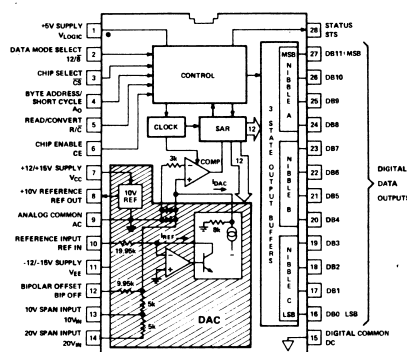 +5V SUPPLY
VLOGIC
1
DATA MODE SELECT
12/8̅
2
CHIP SELECT
C̅S̅
3
BYTE ADDRESS/
SHORT CYCLE
AO
4
READ/CONVERT
R/C̅
5
CHIP ENABLE
CE
6
+12/+15V SUPPLY
VCC
7
+10V REFERENCE
REF OUT
8
ANALOG COMMON
AC
9
REFERENCE INPUT
REF IN
10
-12/-15V SUPPLY
VEE
11
BIPOLAR OFFSET
BIP OFF
12
10V SPAN INPUT
10VIN
13
20V SPAN INPUT
20VIN
14
CONTROL
CLOCK
SAR
12
12
3k
COMP
IDAC
10V
REF
IREF
8k
19.95k
9.95k
5k
5k
DAC
3 STATE OUTPUT BUFFERS
MSB
NIBBLE A
NIBBLE B
NIBBLE C
LSB
28
STATUS
STS
27
DB11-MSB
26
DB10
25
DB9
24
DB8
23
DB7
22
DB6
21
DB5
20
DB4
19
DB3
18
DB2
17
DB1
16
DB0 LSB
15
DIGITAL COMMON
DC
DIGITAL
DATA
OUTPUTS